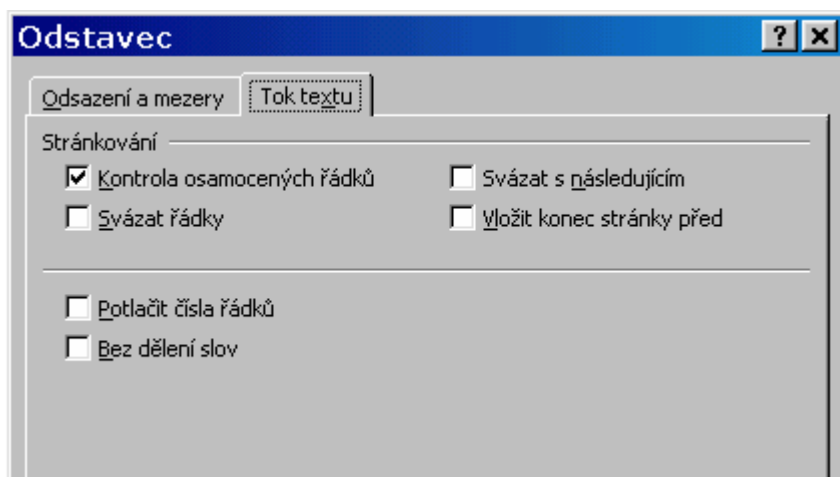 Odstavec
Odsazení a mezery Tok textu
Stránkování
Kontrola osamocených řádků Svázat s následujícím
Svázat řádky Vložit konec stránky před
Potlačit čísla řádků
Bez dělení slov